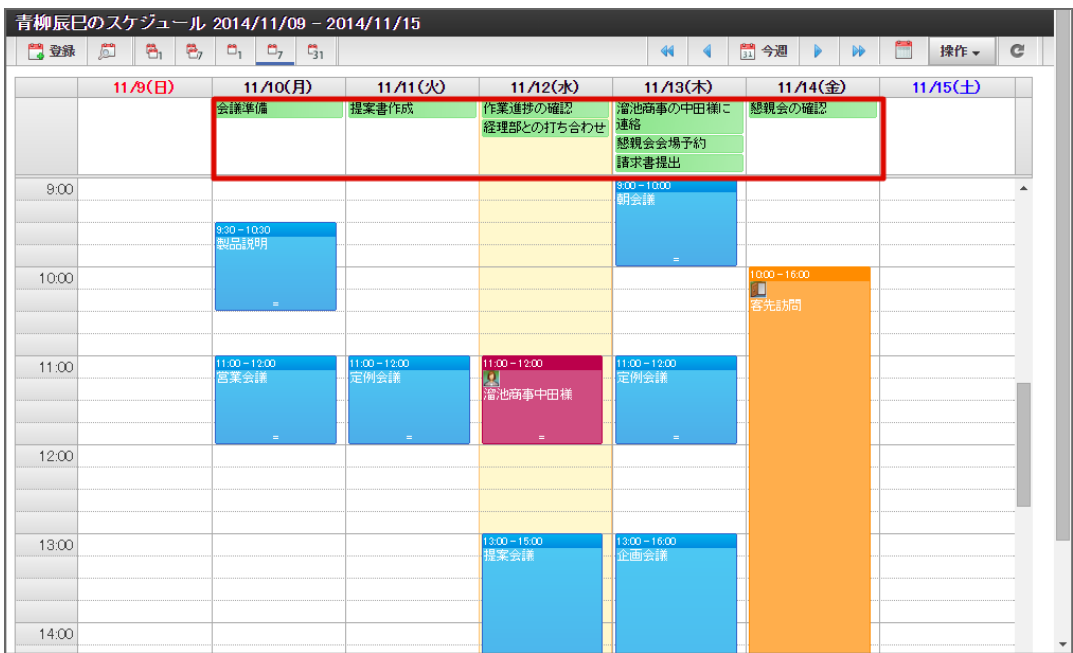 青柳辰巳のスケジュール 2014/11/09 - 2014/11/15
登録 1 7 1 7 31 31 今週 操作
11/9(日) 11/10(月) 11/11(火) 11/12(水) 11/13(木) 11/14(金) 11/15(土)
会議準備
提案書作成
作業進捗の確認
経理部との打ち合わせ
溜池商事の中田様に
連絡
懇親会会場予約
請求書提出
懇親会の確認
9:00
9:00 - 10:00
朝会議
9:30 - 10:30
製品説明
10:00
10:00 - 16:00
客先訪問
11:00
11:00 - 12:00
営業会議
11:00 - 12:00
定例会議
11:00 - 12:00
溜池商事中田様
11:00 - 12:00
定例会議
12:00
13:00
13:00 - 15:00
提案会議
13:00 - 16:00
企画会議
14:00